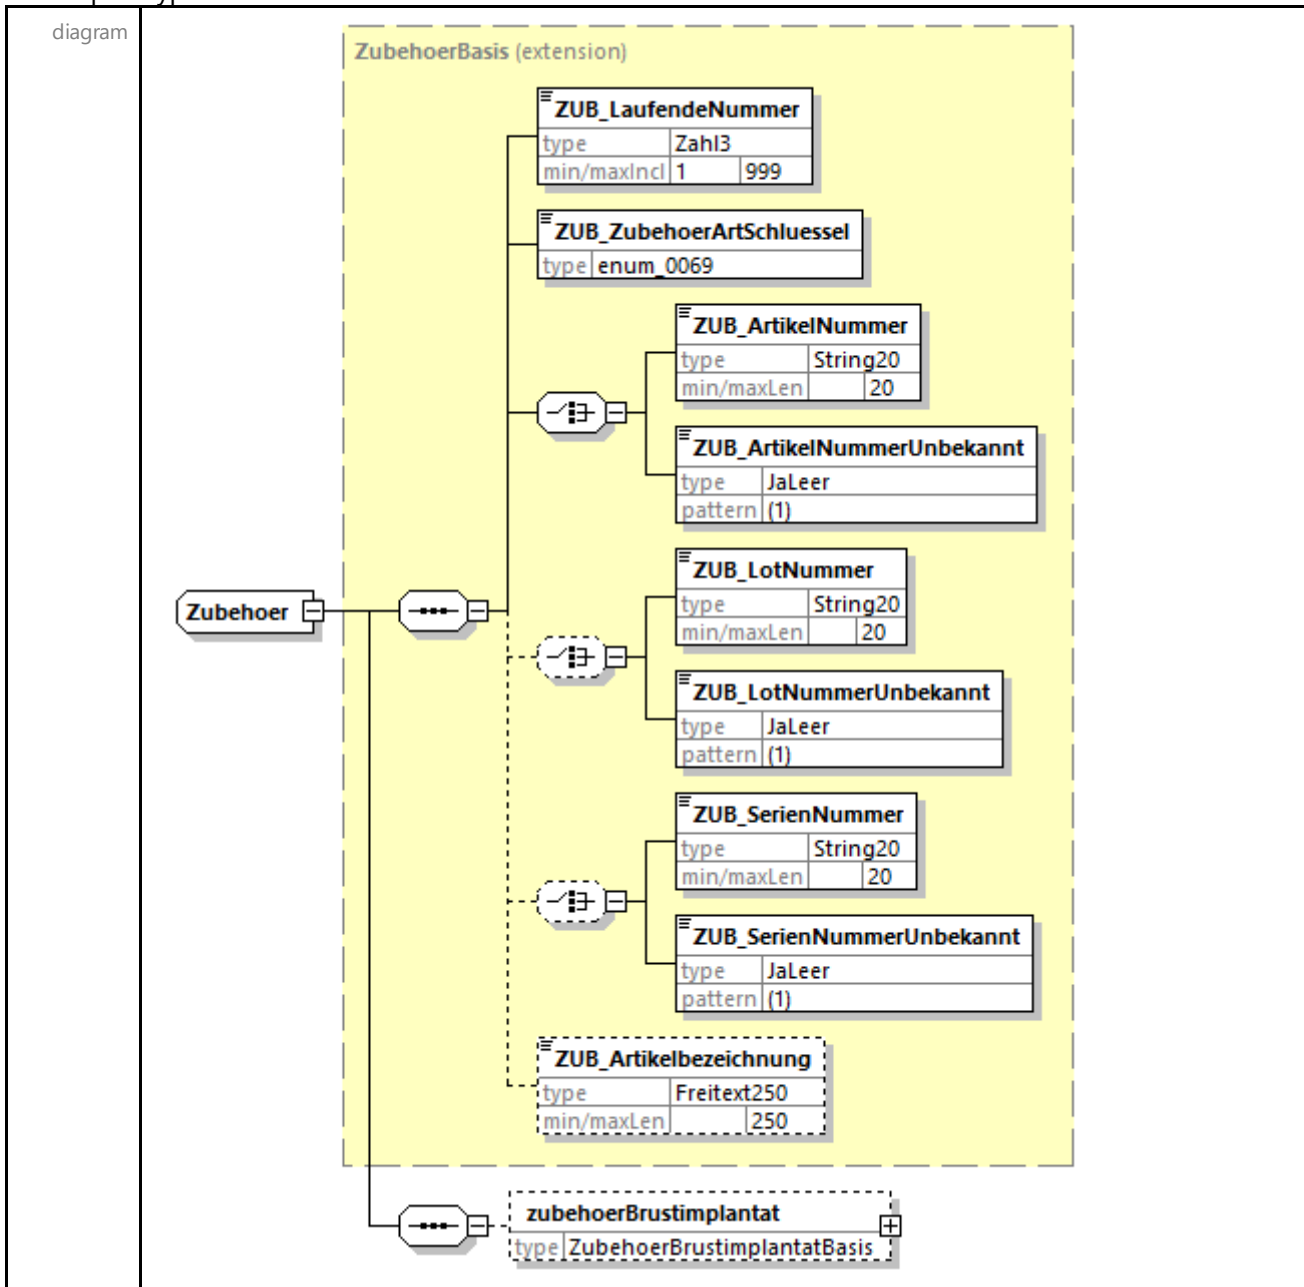 diagram
ZubehoerBasis (extension)
ZUB_LaufendeNummer
type Zahl3
min/maxIncl 1 999
ZUB_ZubehoerArtSchluessel
type enum_0069
ZUB_ArtikelNummer
type String20
min/maxLen 20
ZUB_ArtikelNummerUnbekannt
type JaLeer
pattern (1)
ZUB_LotNummer
type String20
min/maxLen 20
Zubehoer
ZUB_LotNummerUnbekannt
type JaLeer
pattern (1)
ZUB_SerienNummer
type String20
min/maxLen 20
ZUB_SerienNummerUnbekannt
type JaLeer
pattern (1)
ZUB_Artikelbezeichnung
type Freitext250
min/maxLen 250
zubehoerBrustimplantat
type ZubehoerBrustimplantatBasis